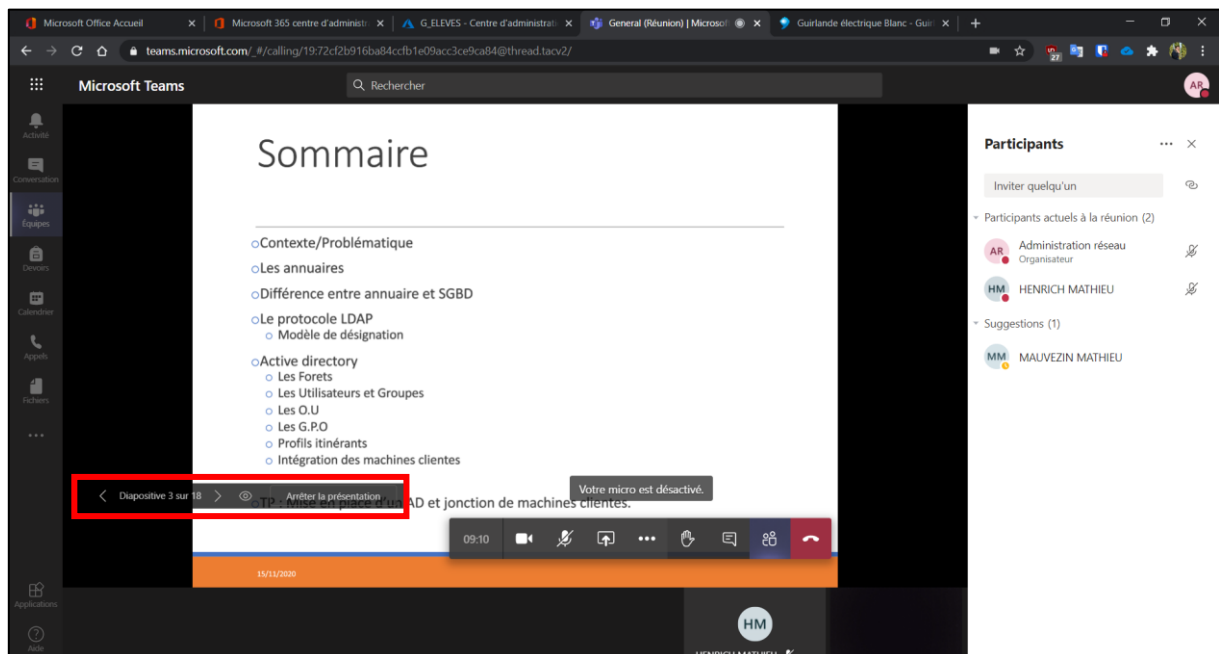 Microsoft Office Accueil
Microsoft 365 centre d'administr
G_ELEVES - Centre d'administrati
General (Réunion) | Microsof
Guirlande électrique Blanc - Guir
teams.microsoft.com/_#/calling/19:72cf2b916ba84ccfb1e09acc3ce9ca84@thread.tacv2/
27
Microsoft Teams
Rechercher
AR
Activité
Conversation
Équipes
Devoirs
Calendrier
Appels
Fichiers
Applications
Aide
Sommaire
Contexte/Problématique
Les annuaires
Différence entre annuaire et SGBD
Le protocole LDAP
Modèle de désignation
Active directory
Les Forets
Les Utilisateurs et Groupes
Les O.U
Les G.P.O
Profils itinérants
Intégration des machines clientes
TP : Mise en place d'un AD et jonction de machines clientes.
Diapositive 3 sur 18
Arrêter la présentation
Votre micro est désactivé.
09:10
15/11/2020
HM
HENRICH MATHIEU
Participants
Inviter quelqu'un
Participants actuels à la réunion (2)
AR
Administration réseau
Organisateur
HM
HENRICH MATHIEU
Suggestions (1)
MM
MAUVEZIN MATHIEU